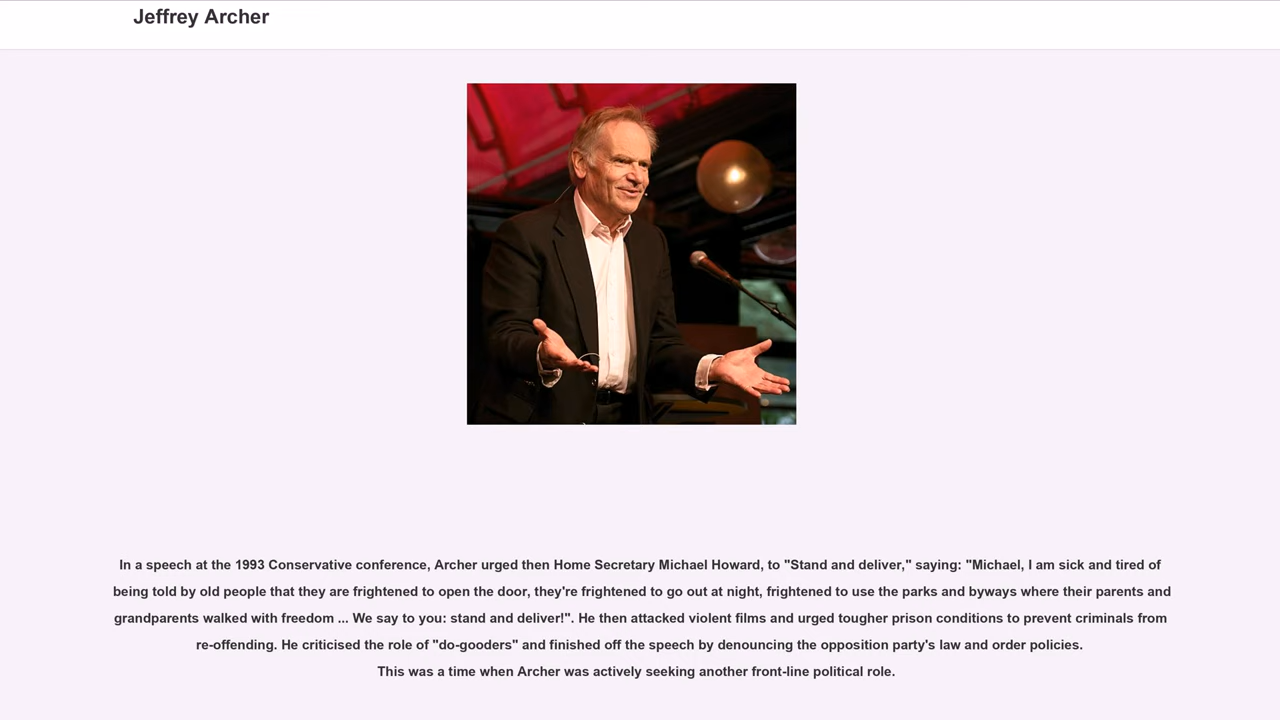 Jeffrey Archer
In a speech at the 1993 Conservative conference, Archer urged then Home Secretary Michael Howard, to "Stand and deliver," saying: "Michael, I am sick and tired of
being told by old people that they are frightened to open the door, they're frightened to go out at night, frightened to use the parks and byways where their parents and
grandparents walked with freedom ... We say to you: stand and deliver!". He then attacked violent films and urged tougher prison conditions to prevent criminals from
re-offending. He criticised the role of "do-gooders" and finished off the speech by denouncing the opposition party's law and order policies.
This was a time when Archer was actively seeking another front-line political role.